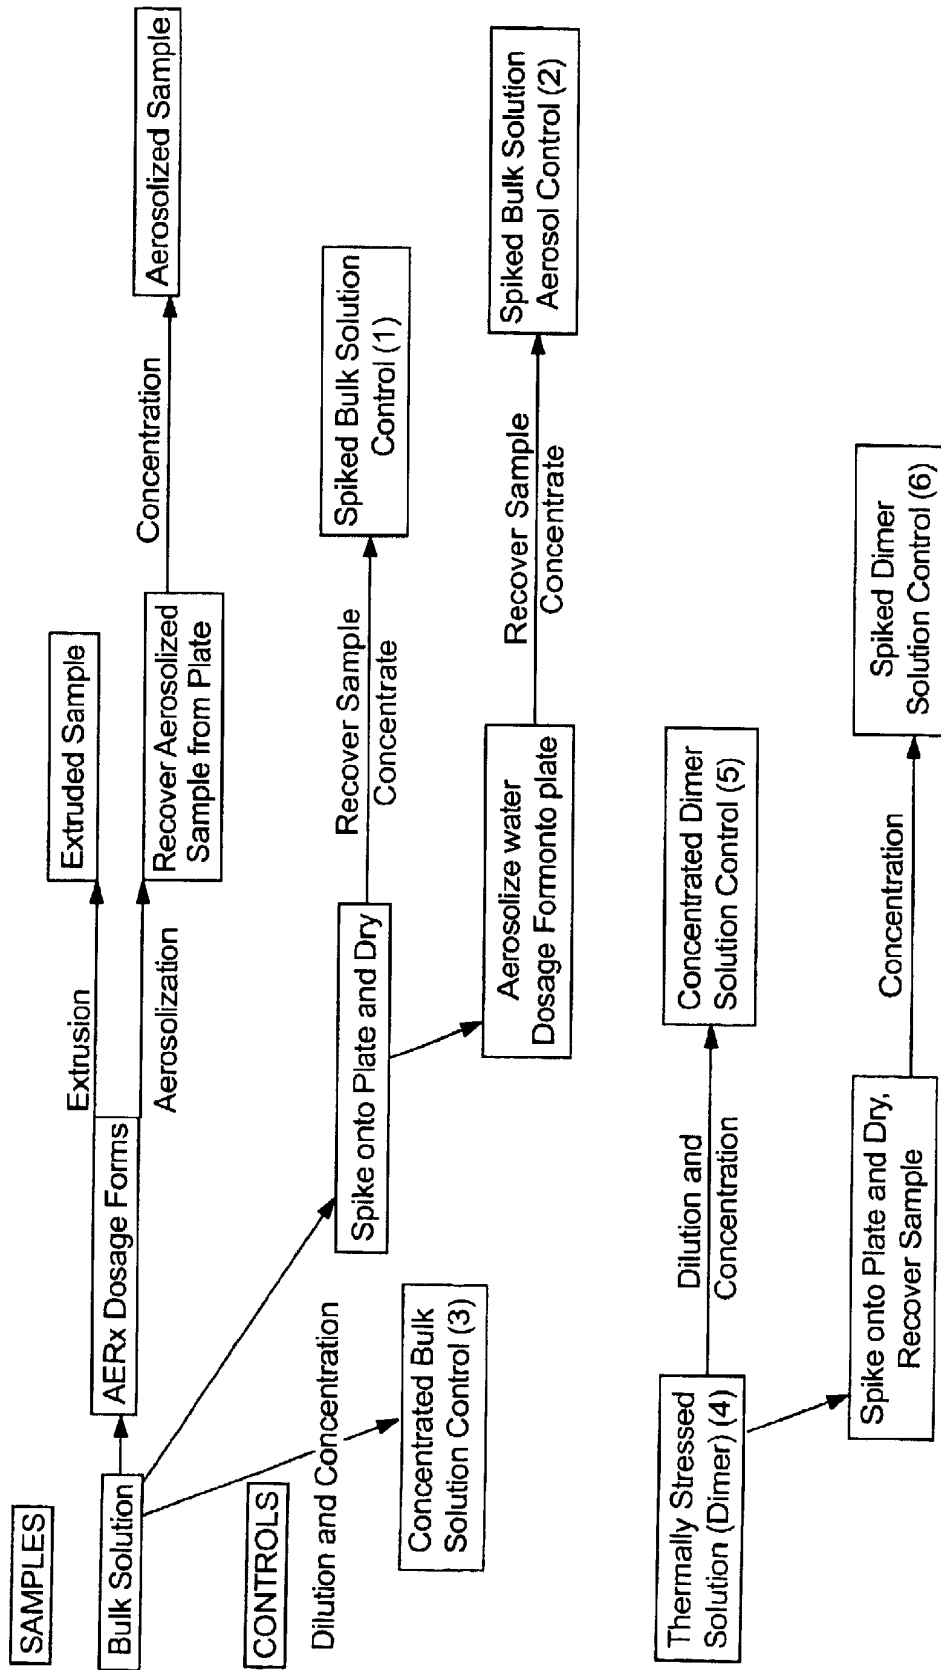 SAMPLES
Bulk Solution
AERx Dosage Forms
Extrusion
Aerosolization
Extruded Sample
Recover Aerosolized
Sample from Plate
Concentration
Aerosolized Sample
CONTROLS
Dilution and Concentration
Concentrated Bulk
Solution Control (3)
Spike onto Plate and Dry
Recover Sample
Concentrate
Spiked Bulk Solution
Control (1)
Aerosolize water
Dosage Formonto plate
Recover Sample
Concentrate
Spiked Bulk Solution
Aerosol Control (2)
Thermally Stressed
Solution (Dimer) (4)
Dilution and
Concentration
Concentrated Dimer
Solution Control (5)
Spike onto Plate and Dry,
Recover Sample
Concentration
Spiked Dimer
Solution Control (6)